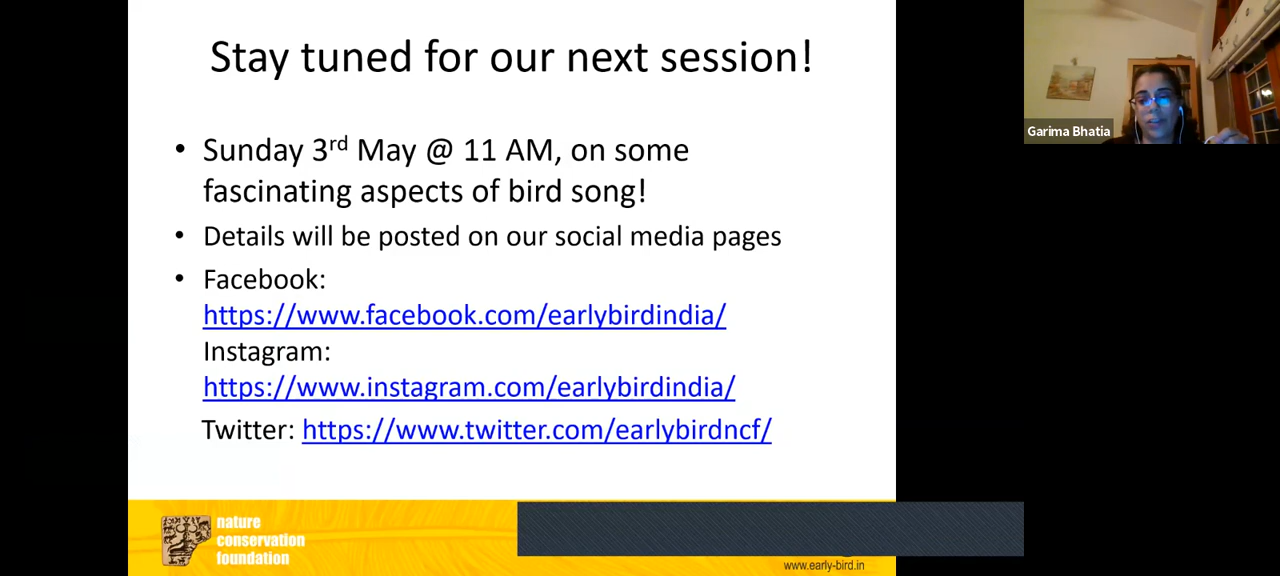 Stay tuned for our next session!
• Sunday 3rd May @ 11 AM, on some
fascinating aspects of bird song!
• Details will be posted on our social media pages
• Facebook:
https://www.facebook.com/earlybirdindia/
Instagram:
https://www.instagram.com/earlybirdindia/
Twitter: https://www.twitter.com/earlybirdncf/
nature
conservation
foundation
www.early-bird.in
Garima Bhatia